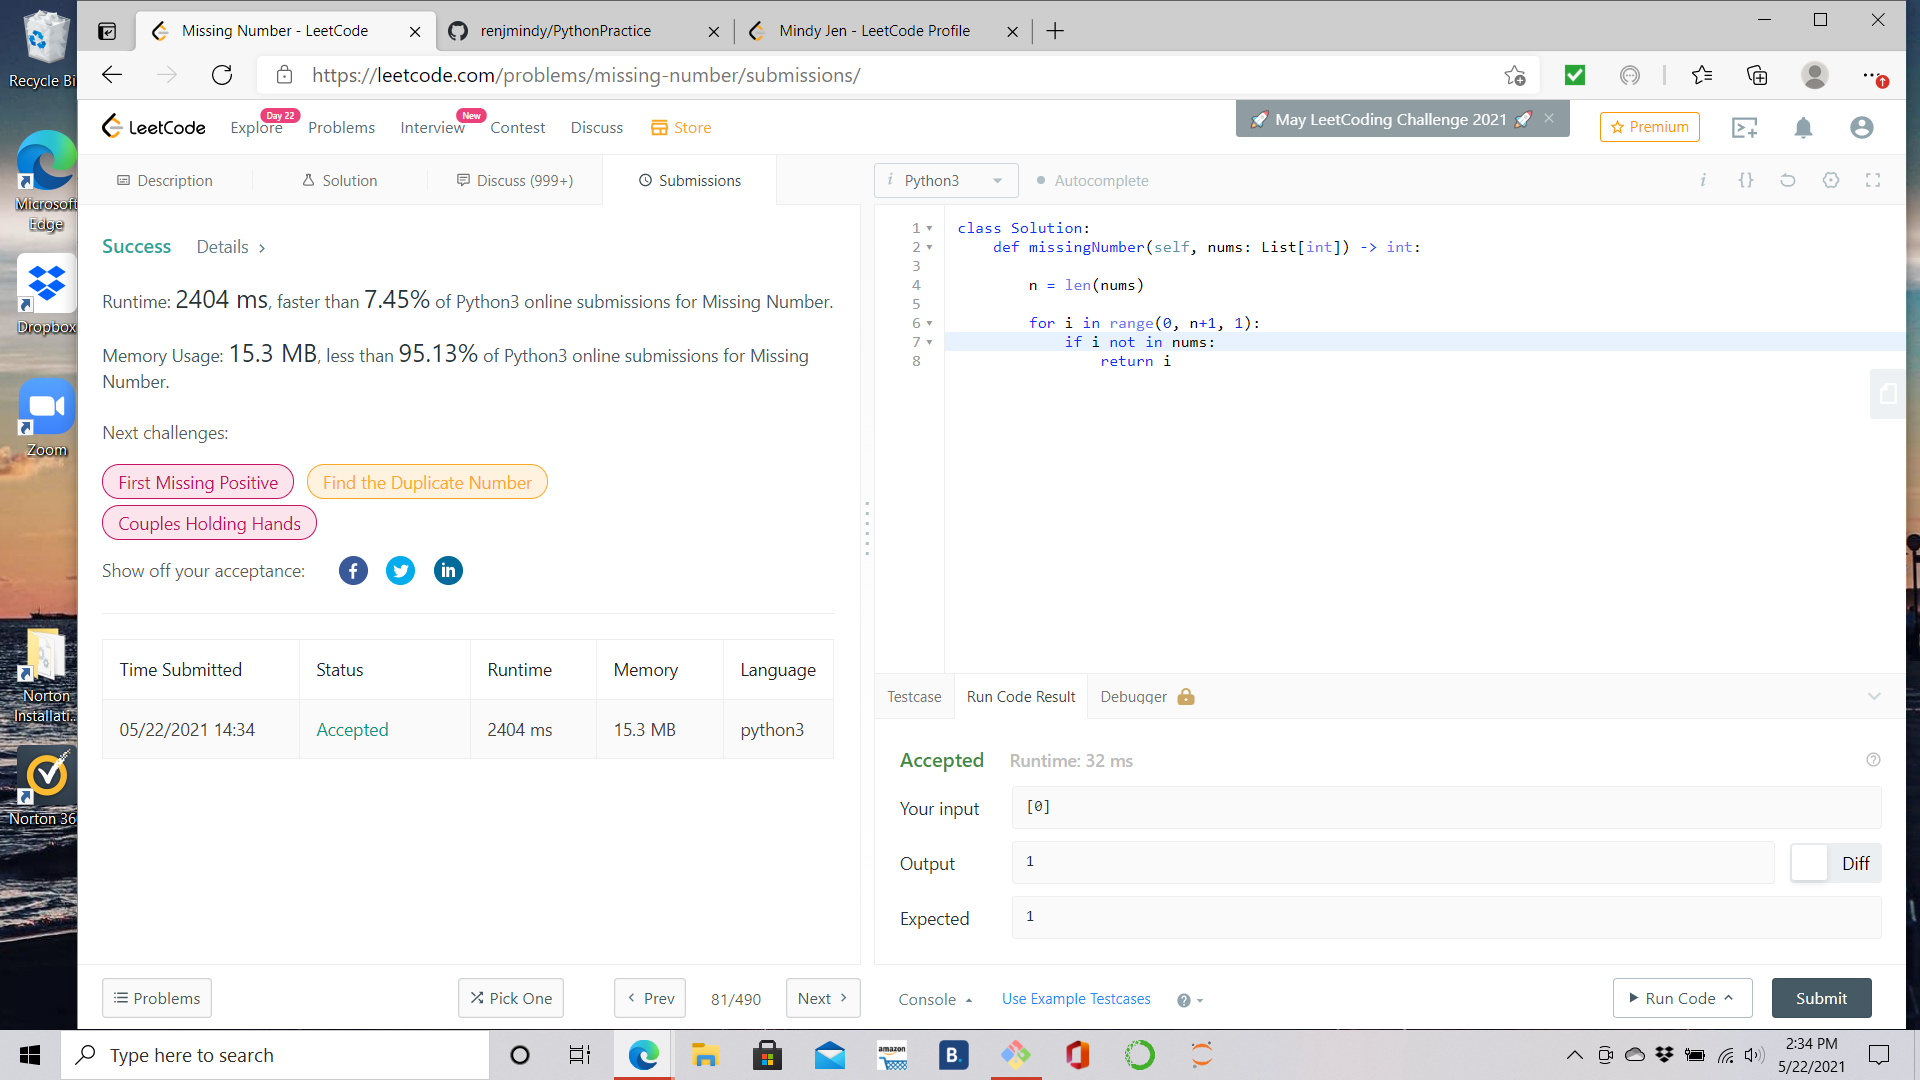 Recycle Bi
Microsoft
Edge
Dropbox
Zoom
Norton
Installati..
Norton 36
Missing Number - LeetCode
renjmindy/PythonPractice
Mindy Jen - LeetCode Profile
https://leetcode.com/problems/missing-number/submissions/
LeetCode
Explore
Day 22
Problems
Interview
New
Contest
Discuss
Store
May LeetCoding Challenge 2021
Premium
Description
Solution
Discuss (999+)
Submissions
i Python3
Autocomplete
i {}
Success
Details >
Runtime: 2404 ms, faster than 7.45% of Python3 online submissions for Missing Number.
Memory Usage: 15.3 MB, less than 95.13% of Python3 online submissions for Missing
Number.
Next challenges:
First Missing Positive
Find the Duplicate Number
Couples Holding Hands
Show off your acceptance:
f
in
Time Submitted Status Runtime Memory Language
05/22/2021 14:34 Accepted 2404 ms 15.3 MB python3
1 class Solution:
2 def missingNumber(self, nums: List[int]) -> int:
3
4 n = len(nums)
5
6 for i in range(0, n+1, 1):
7 if i not in nums:
8 return i
Testcase
Run Code Result
Debugger
Accepted
Runtime: 32 ms
Your input
[0]
Output
1
Diff
Expected
1
Problems
Pick One
< Prev
81/490
Next >
Console
Use Example Testcases
?
Run Code
Submit
Type here to search
amazon
B.
2:34 PM
5/22/2021